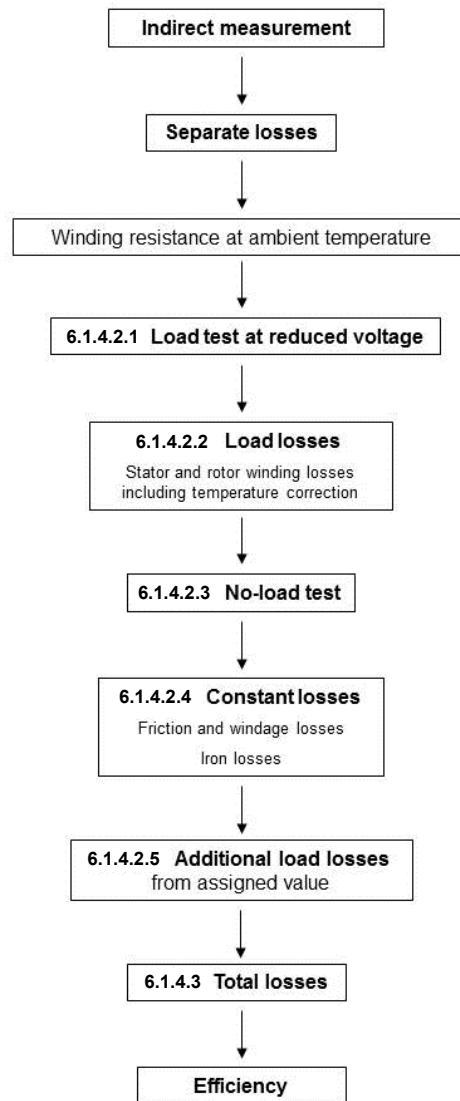 Indirect measurement
Separate losses
Winding resistance at ambient temperature
6.1.4.2.1 Load test at reduced voltage
6.1.4.2.2 Load losses
Stator and rotor winding losses
including temperature correction
6.1.4.2.3 No-load test
6.1.4.2.4 Constant losses
Friction and windage losses
Iron losses
6.1.4.2.5 Additional load losses
from assigned value
6.1.4.3 Total losses
Efficiency